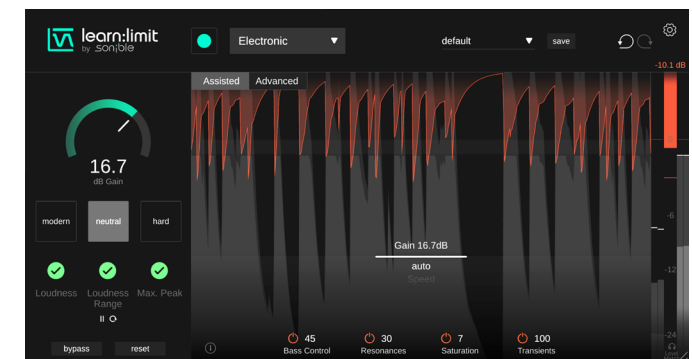 learn:limit
by sonible
Electronic
default
save
-10.1 dB
Assisted Advanced
16.7
dB Gain
modern neutral hard
-6
Gain 16.7dB
auto
Speed
-12
Loudness Loudness Range Max. Peak
45 Bass Control
30 Resonances
7 Saturation
100 Transients
-24
bypass reset